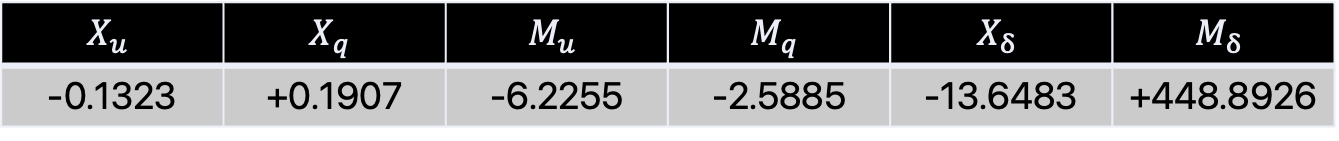 X_u X_q M_u M_q X_δ M_δ
-0.1323 +0.1907 -6.2255 -2.5885 -13.6483 +448.8926